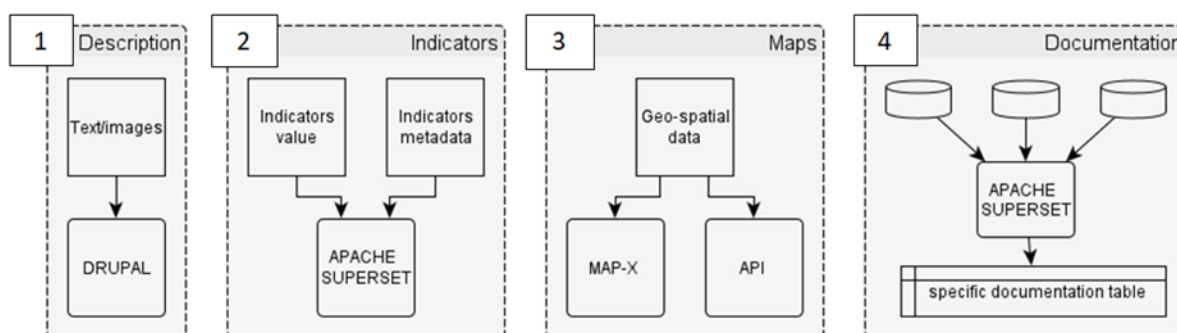 1
Description
Text/images
DRUPAL
2
Indicators
Indicators
value
Indicators
metadata
APACHE
SUPERSET
3
Maps
Geo-spatial
data
MAP-X
API
4
Documentation
APACHE
SUPERSET
specific documentation table